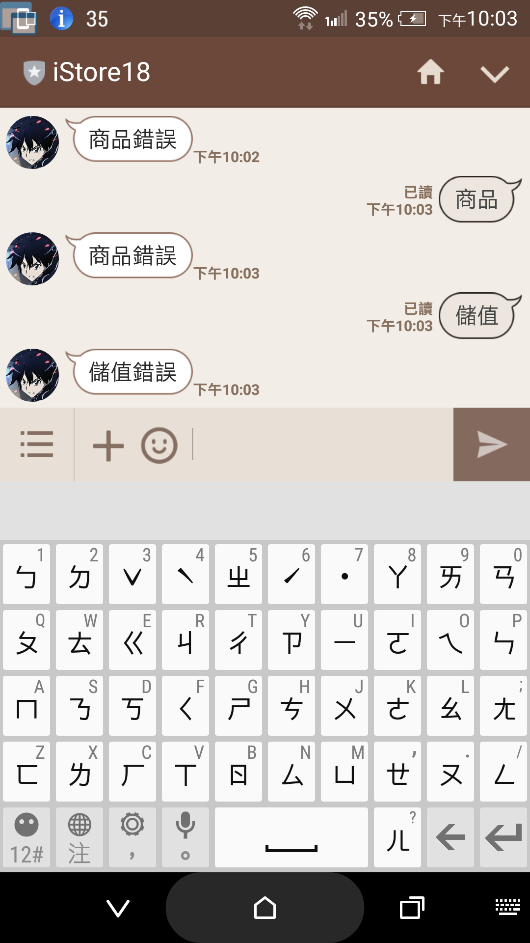 35 35% 下午10:03
iStore18
商品錯誤
下午10:02
已讀
下午10:03
商品
商品錯誤
下午10:03
已讀
下午10:03
儲值
儲值錯誤
下午10:03
1 2 3 4 5 6 7 8 9 0
ㄅ ㄉ ˇ ˋ ㄓ ˊ ˙ ㄚ ㄞ ㄢ
Q W E R T Y U I O P
ㄆ ㄊ ㄍ ㄐ ㄔ ㄗ ㄧ ㄛ ㄟ ㄣ
A S D F G H J K L ;
ㄇ ㄋ ㄎ ㄑ ㄕ ㄘ ㄨ ㄜ ㄠ ㄤ
Z X C V B N M , . /
ㄈ ㄌ ㄏ ㄒ ㄖ ㄙ ㄩ ㄝ ㄡ ㄥ
?
12# 注 , 。 ㄦ